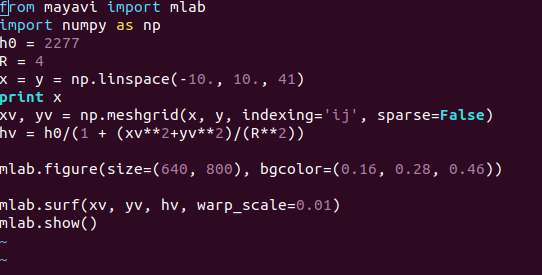 from mayavi import mlab
import numpy as np
h0 = 2277
R = 4
x = y = np.linspace(-10., 10., 41)
print x
xv, yv = np.meshgrid(x, y, indexing='ij', sparse=False)
hv = h0/(1 + (xv**2+yv**2)/(R**2))

mlab.figure(size=(640, 800), bgcolor=(0.16, 0.28, 0.46))

mlab.surf(xv, yv, hv, warp_scale=0.01)
mlab.show()
~
~